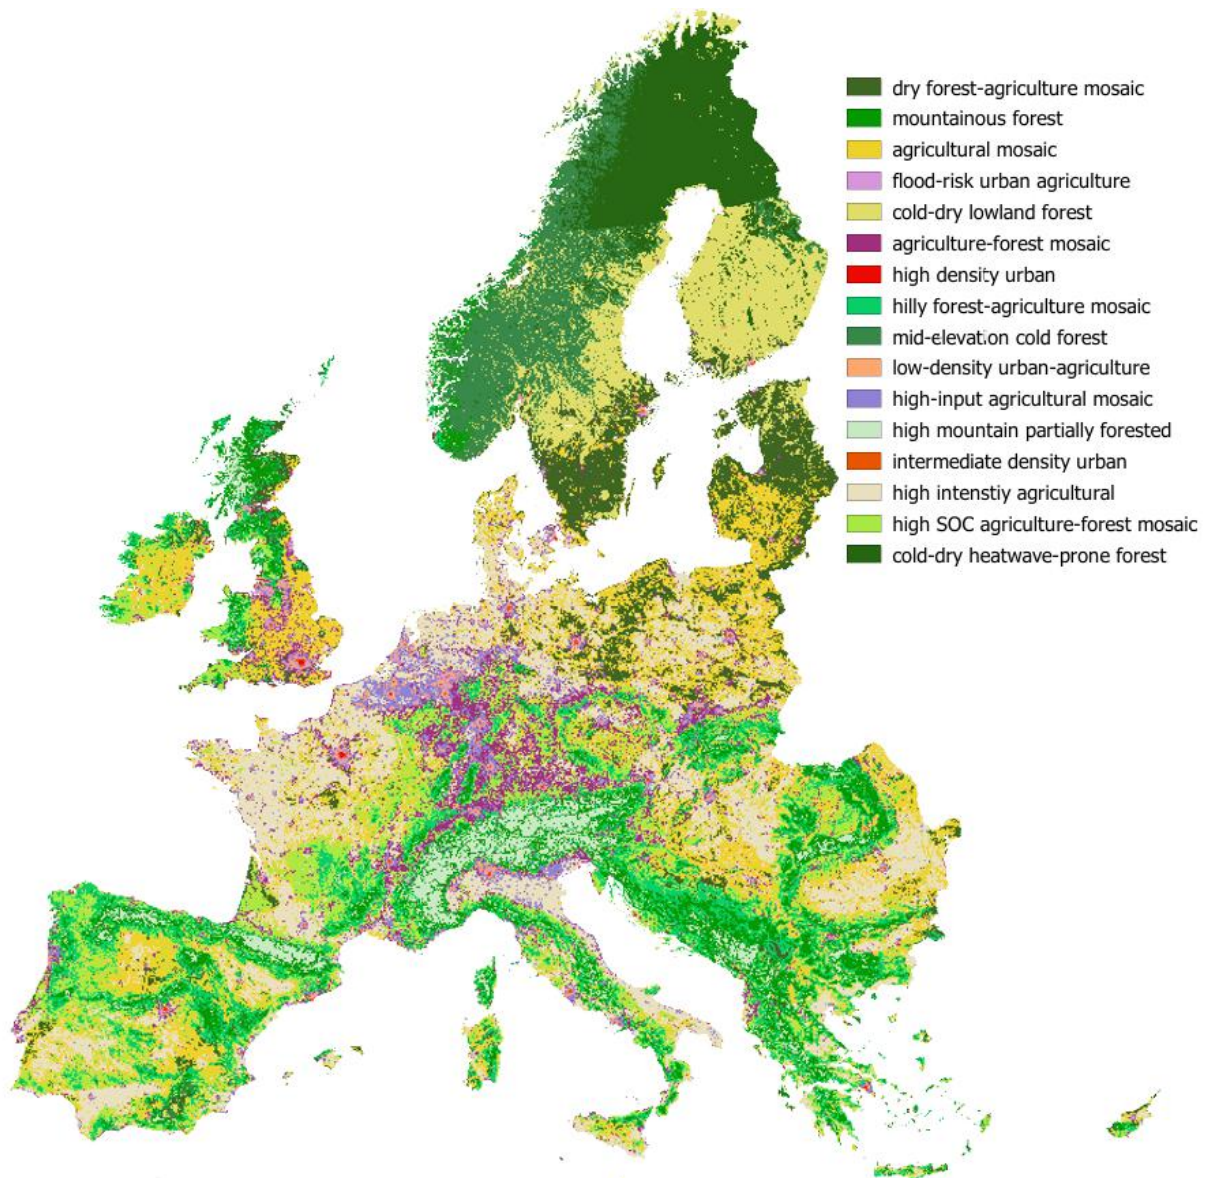 dry forest-agriculture mosaic
mountainous forest
agricultural mosaic
flood-risk urban agriculture
cold-dry lowland forest
agriculture-forest mosaic
high density urban
hilly forest-agriculture mosaic
mid-elevation cold forest
low-density urban-agriculture
high-input agricultural mosaic
high mountain partially forested
intermediate density urban
high intenstiy agricultural
high SOC agriculture-forest mosaic
cold-dry heatwave-prone forest